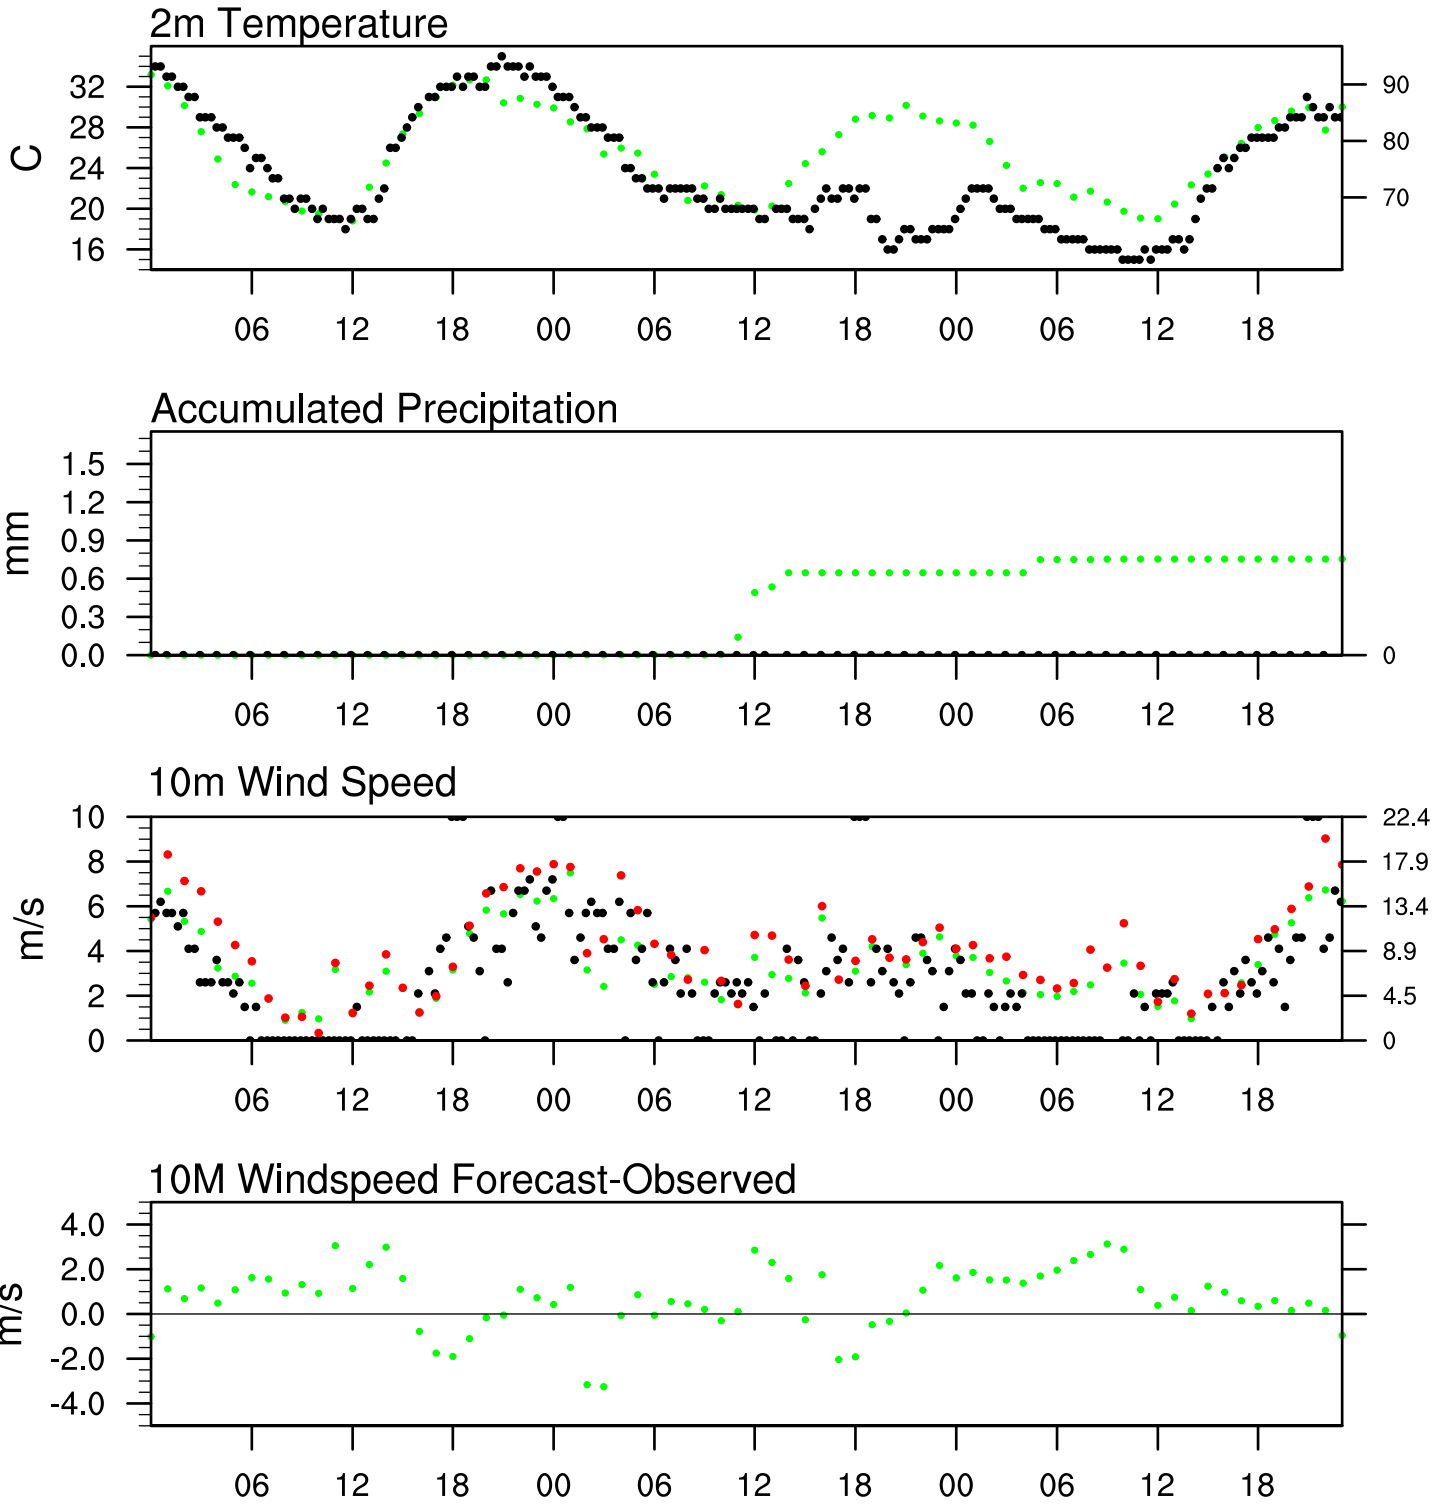 2m Temperature
C
32
28
24
20
16
90
80
70
06 12 18 00 06 12 18 00 06 12 18
Accumulated Precipitation
mm
1.5
1.2
0.9
0.6
0.3
0.0
0
06 12 18 00 06 12 18 00 06 12 18
10m Wind Speed
m/s
10
8
6
4
2
0
22.4
17.9
13.4
8.9
4.5
0
06 12 18 00 06 12 18 00 06 12 18
10M Windspeed Forecast-Observed
m/s
4.0
2.0
0.0
-2.0
-4.0
06 12 18 00 06 12 18 00 06 12 18